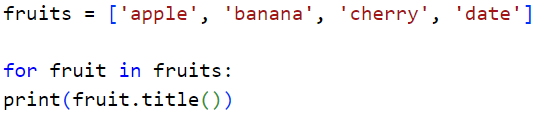 fruits = ['apple', 'banana', 'cherry', 'date']
for fruit in fruits:
print(fruit.title())